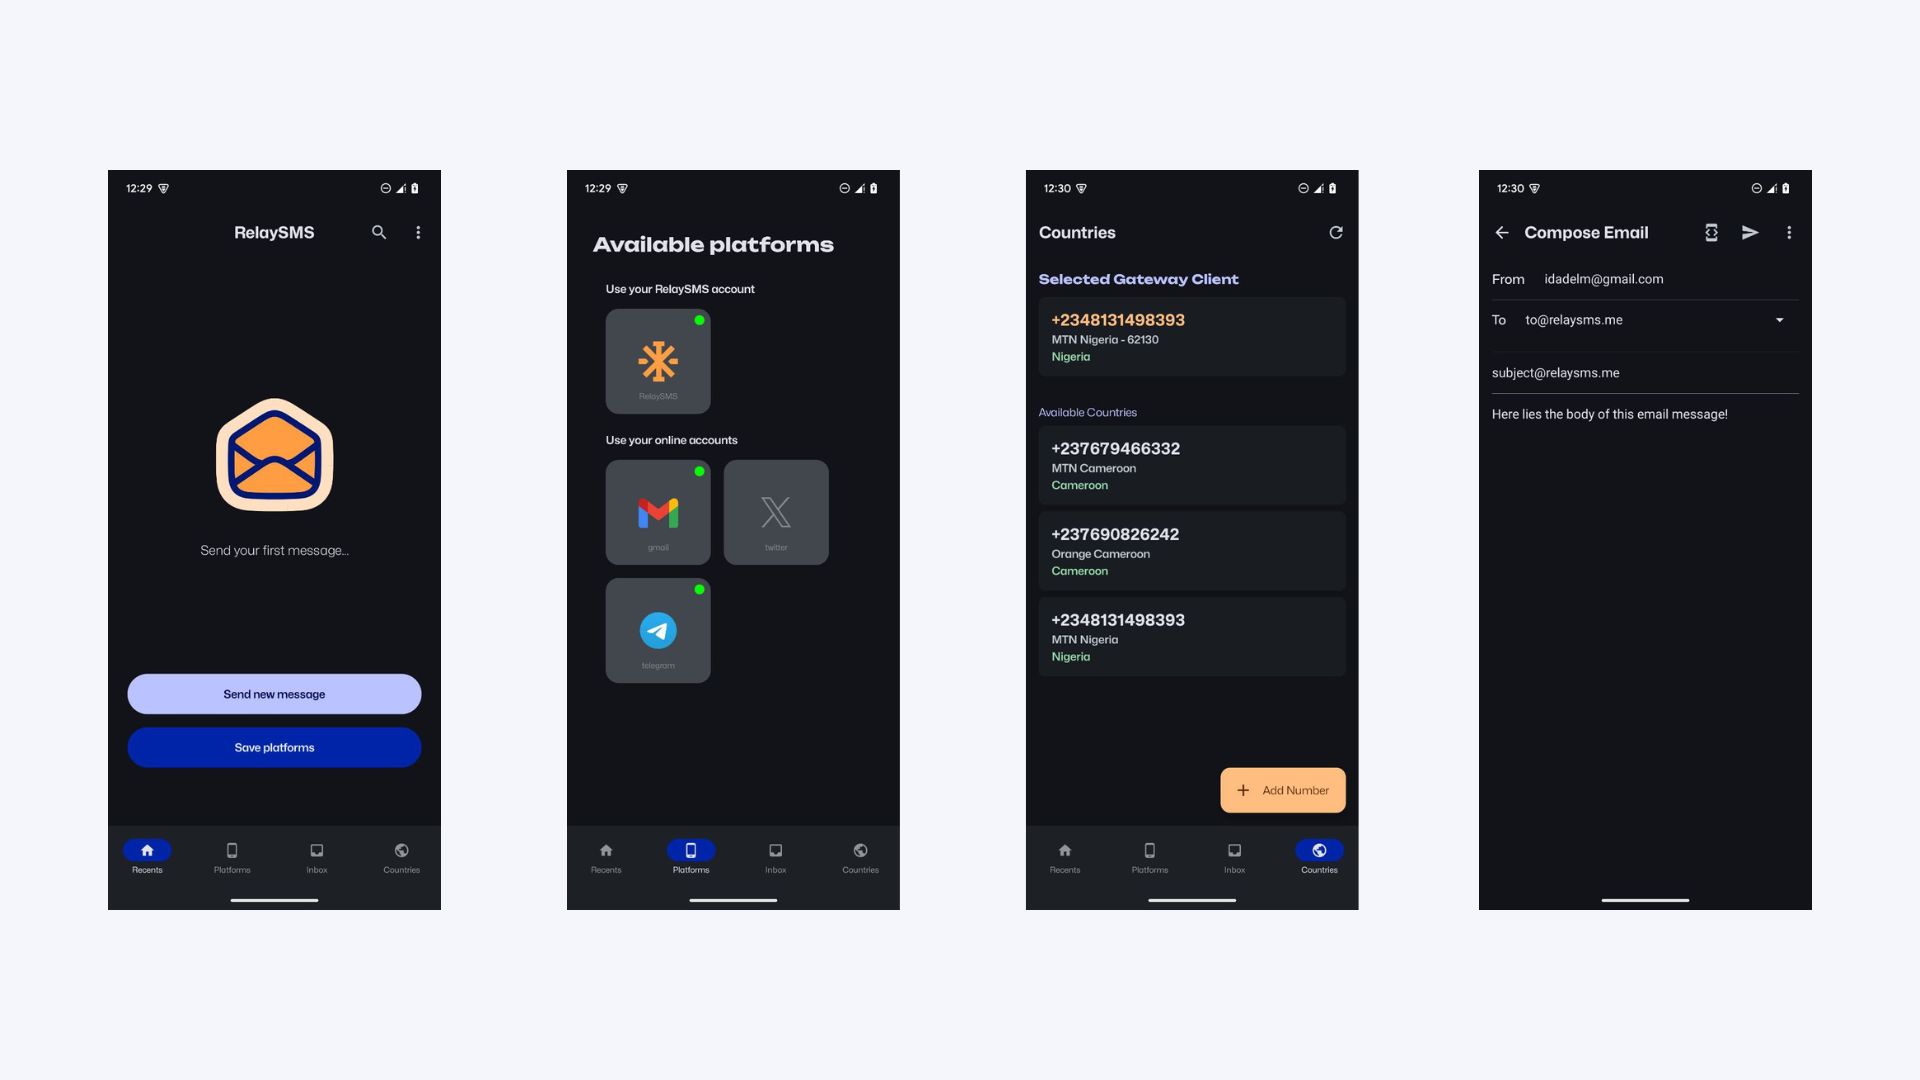 12:29
RelaySMS
Send your first message...
Send new message
Save platforms
Recents Platforms Inbox Countries
12:29
Available platforms
Use your RelaySMS account
RelaySMS
Use your online accounts
gmail twitter
telegram
Recents Platforms Inbox Countries
12:30
Countries
Selected Gateway Client
+2348131498393
MTN Nigeria - 62130
Nigeria
Available Countries
+237679466332
MTN Cameroon
Cameroon
+237690826242
Orange Cameroon
Cameroon
+2348131498393
MTN Nigeria
Nigeria
+ Add Number
Recents Platforms Inbox Countries
12:30
Compose Email
From idadelm@gmail.com
To to@relaysms.me
subject@relaysms.me
Here lies the body of this email message!